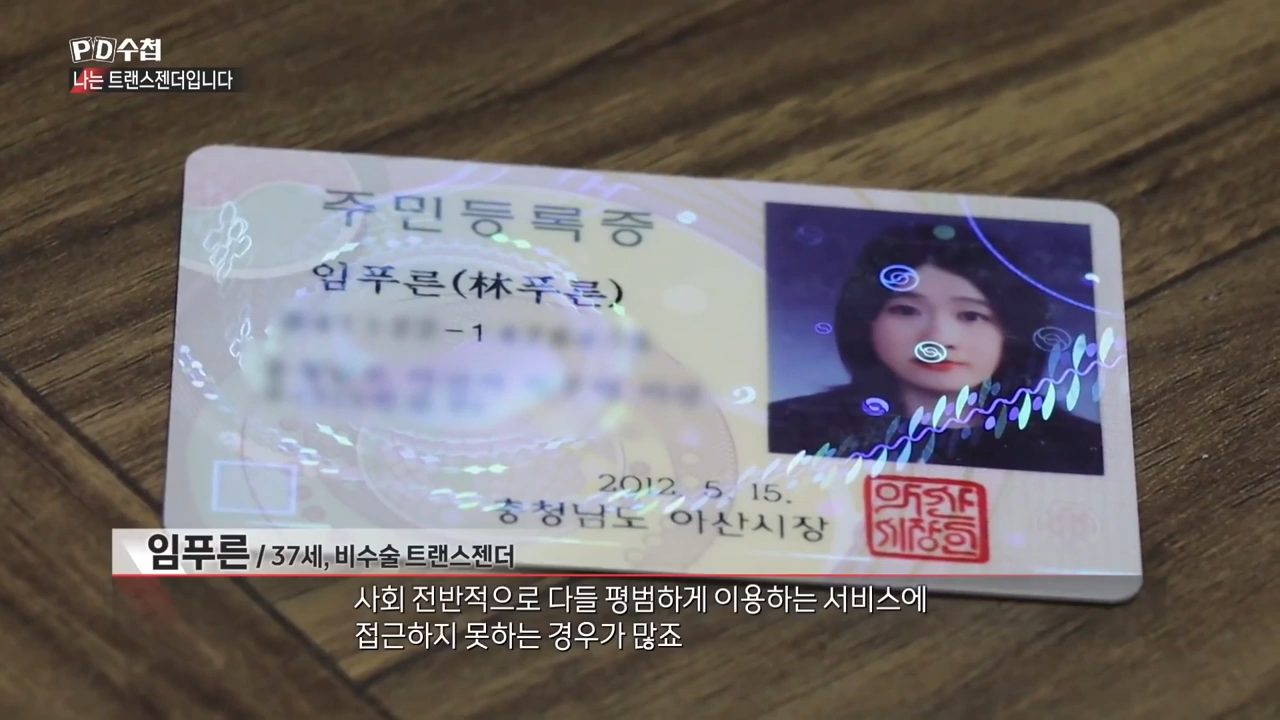 PD수첩
나는 트랜스젠더입니다
주민등록증
임푸른(林푸른)
-1
2012. 5. 15.
충청남도 아산시장
임푸른 / 37세, 비수술 트랜스젠더
사회 전반적으로 다들 평범하게 이용하는 서비스에
접근하지 못하는 경우가 많죠